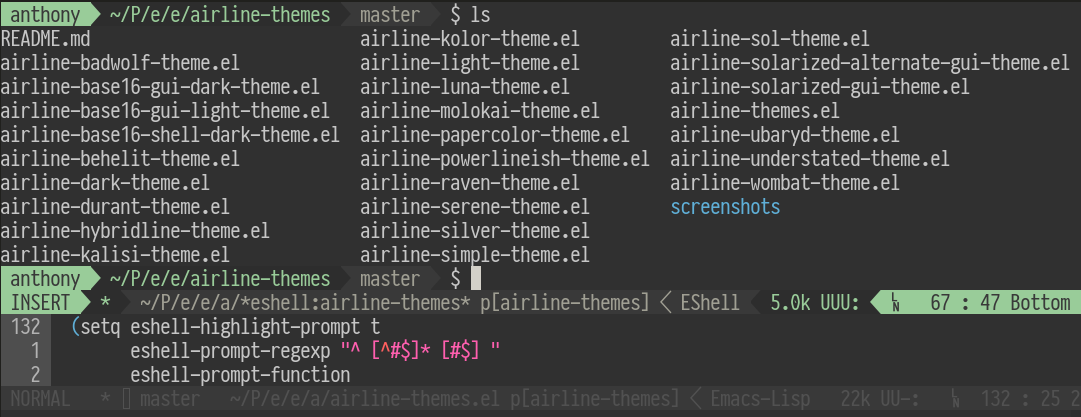 anthony ~/P/e/e/airline-themes master $ ls
README.md airline-kolor-theme.el airline-sol-theme.el
airline-badwolf-theme.el airline-light-theme.el airline-solarized-alternate-gui-theme.el
airline-base16-gui-dark-theme.el airline-luna-theme.el airline-solarized-gui-theme.el
airline-base16-gui-light-theme.el airline-molokai-theme.el airline-themes.el
airline-base16-shell-dark-theme.el airline-papercolor-theme.el airline-ubaryd-theme.el
airline-behelit-theme.el airline-powerlineish-theme.el airline-understated-theme.el
airline-dark-theme.el airline-raven-theme.el airline-wombat-theme.el
airline-durant-theme.el airline-serene-theme.el screenshots
airline-hybridline-theme.el airline-silver-theme.el
airline-kalisi-theme.el airline-simple-theme.el
anthony ~/P/e/e/airline-themes master $
INSERT * ~/P/e/e/a/*eshell:airline-themes* p[airline-themes] EShell 5.0k UUU: LN 67 : 47 Bottom
132 (setq eshell-highlight-prompt t
1 eshell-prompt-regexp "^ [^#$]* [#$] "
2 eshell-prompt-function
NORMAL * master ~/P/e/e/a/airline-themes.el p[airline-themes] Emacs-Lisp 22k UU-: LN 132 : 25 2